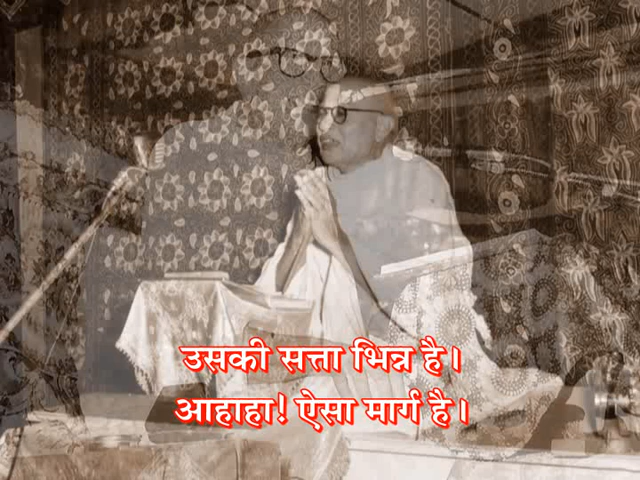 उसकी सत्ता भिन्न है।
आहाहा! ऐसा मार्ग है।